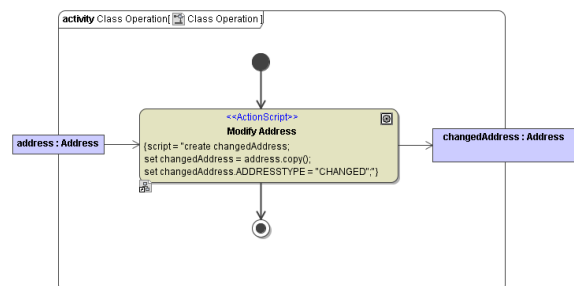 activity Class Operation[ Class Operation ]
<<ActionScript>>
Modify Address
address : Address
changedAddress : Address
{script = "create changedAddress;
set changedAddress = address.copy();
set changedAddress.ADDRESSTYPE = "CHANGED";"}